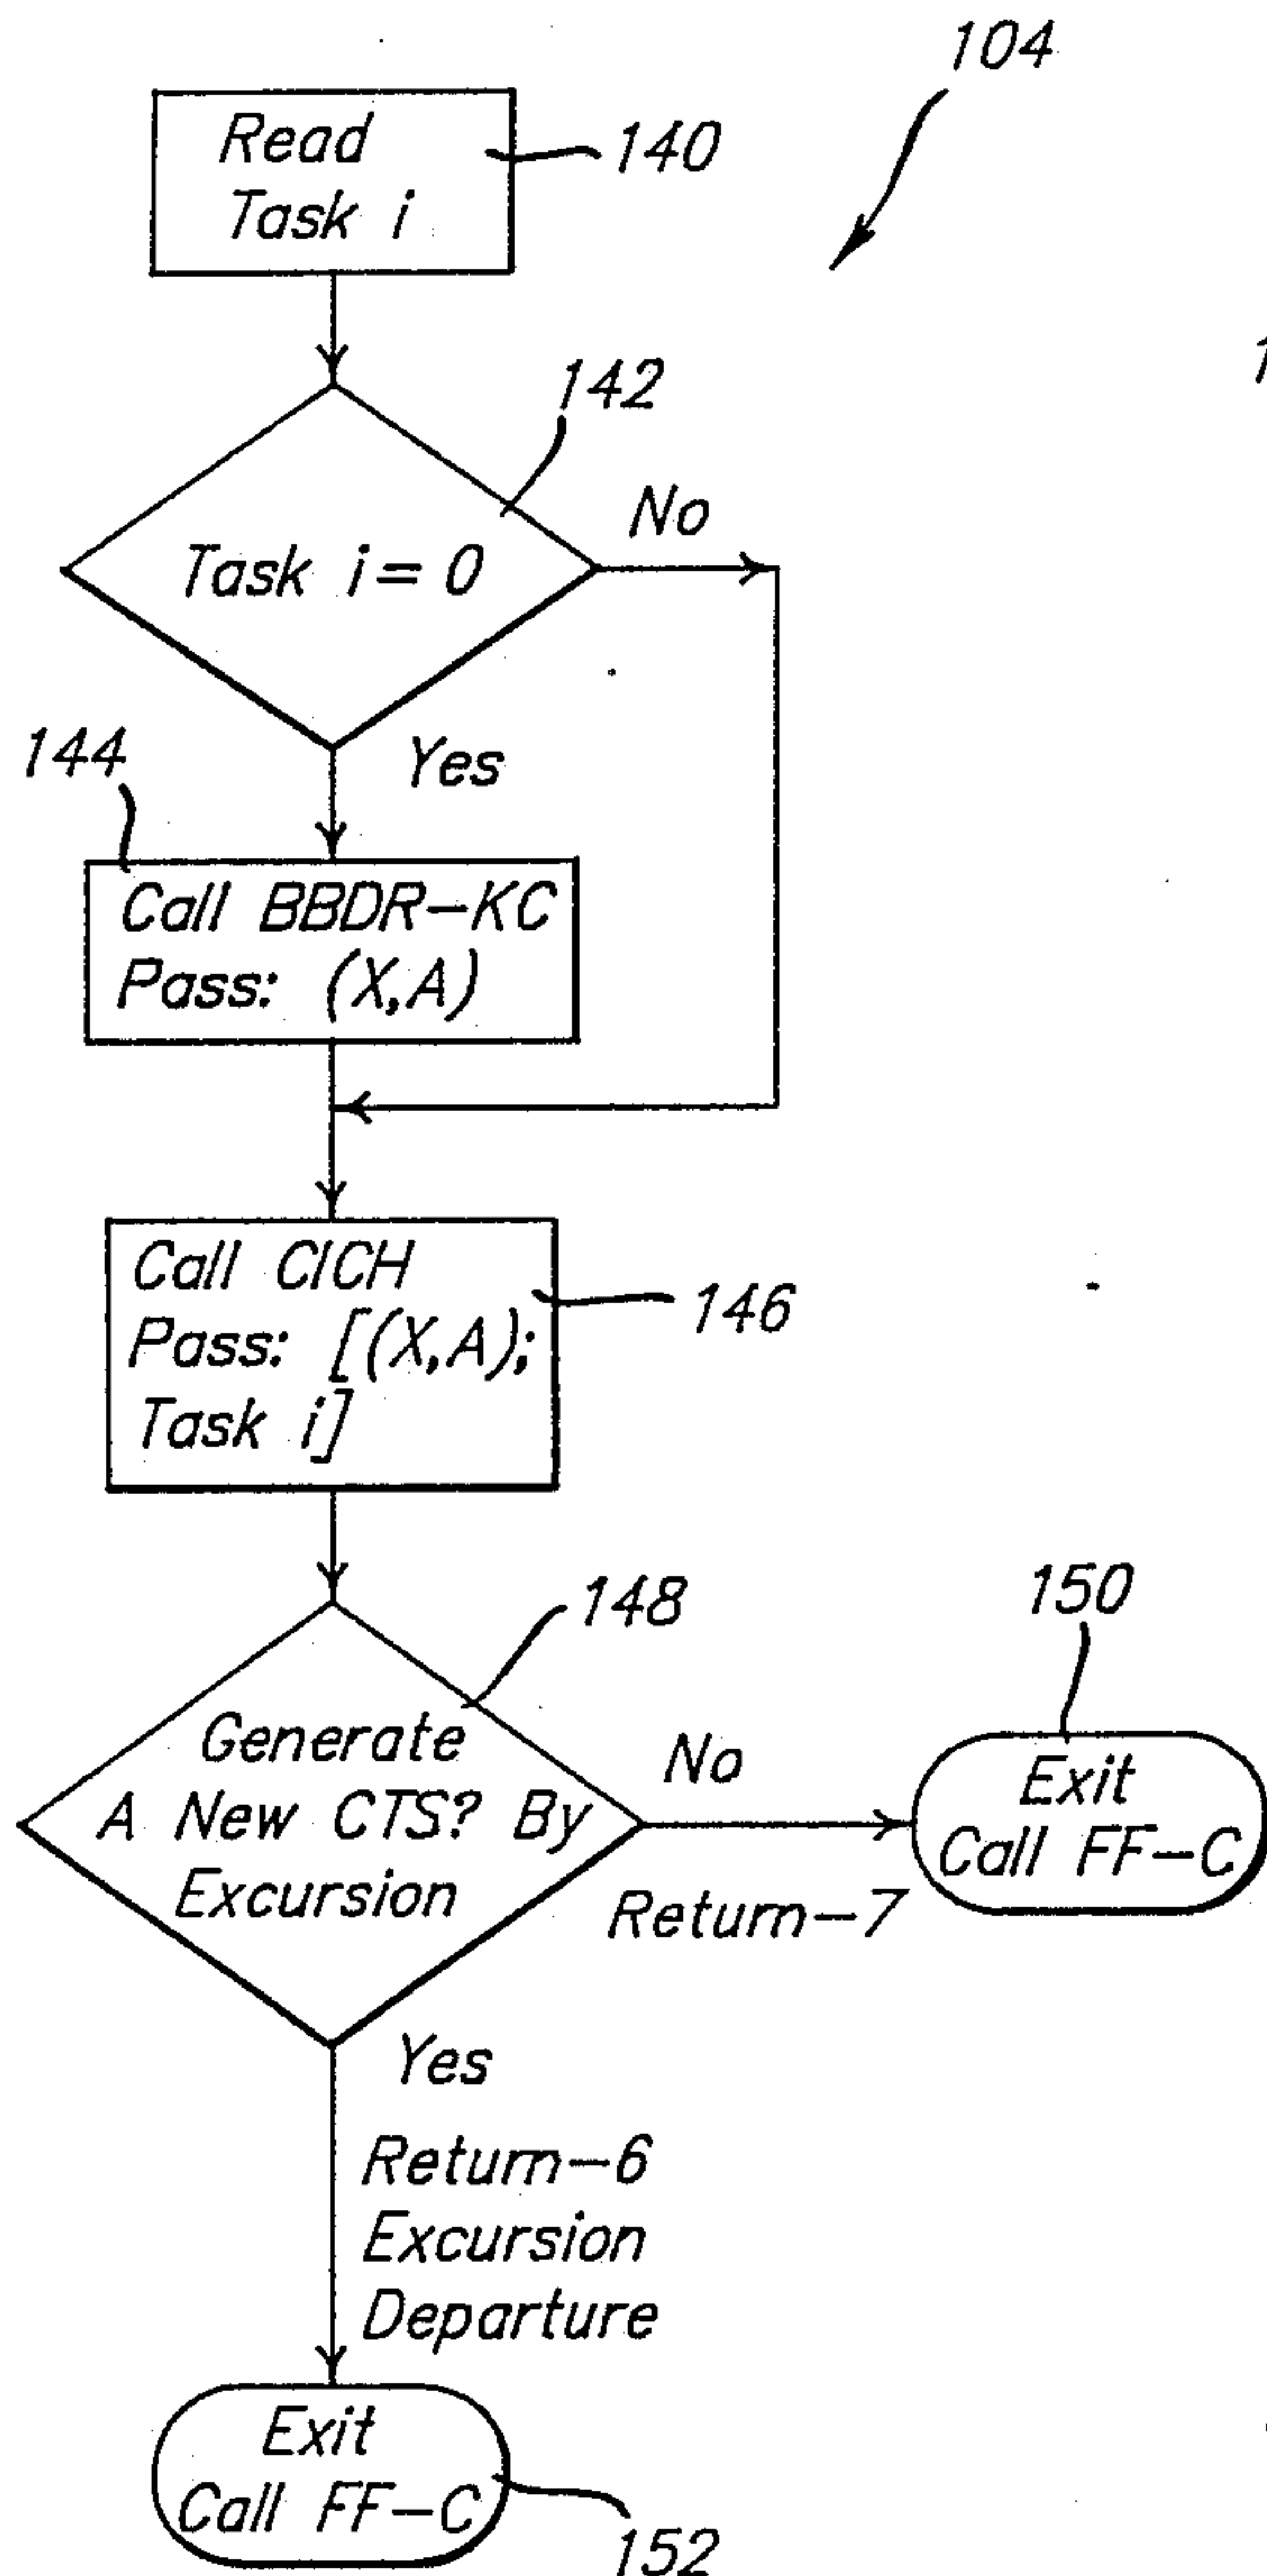 104
Read
Task i
140
142
No
Task i = 0
144
Yes
Call BBDR-KC
Pass: (X,A)
Call CICH
Pass: [(X,A);
Task i]
146
148
150
Generate
A New CTS? By
Excursion
No
Return-7
Exit
Call FF-C
Yes
Return-6
Excursion
Departure
Exit
Call FF-C
152